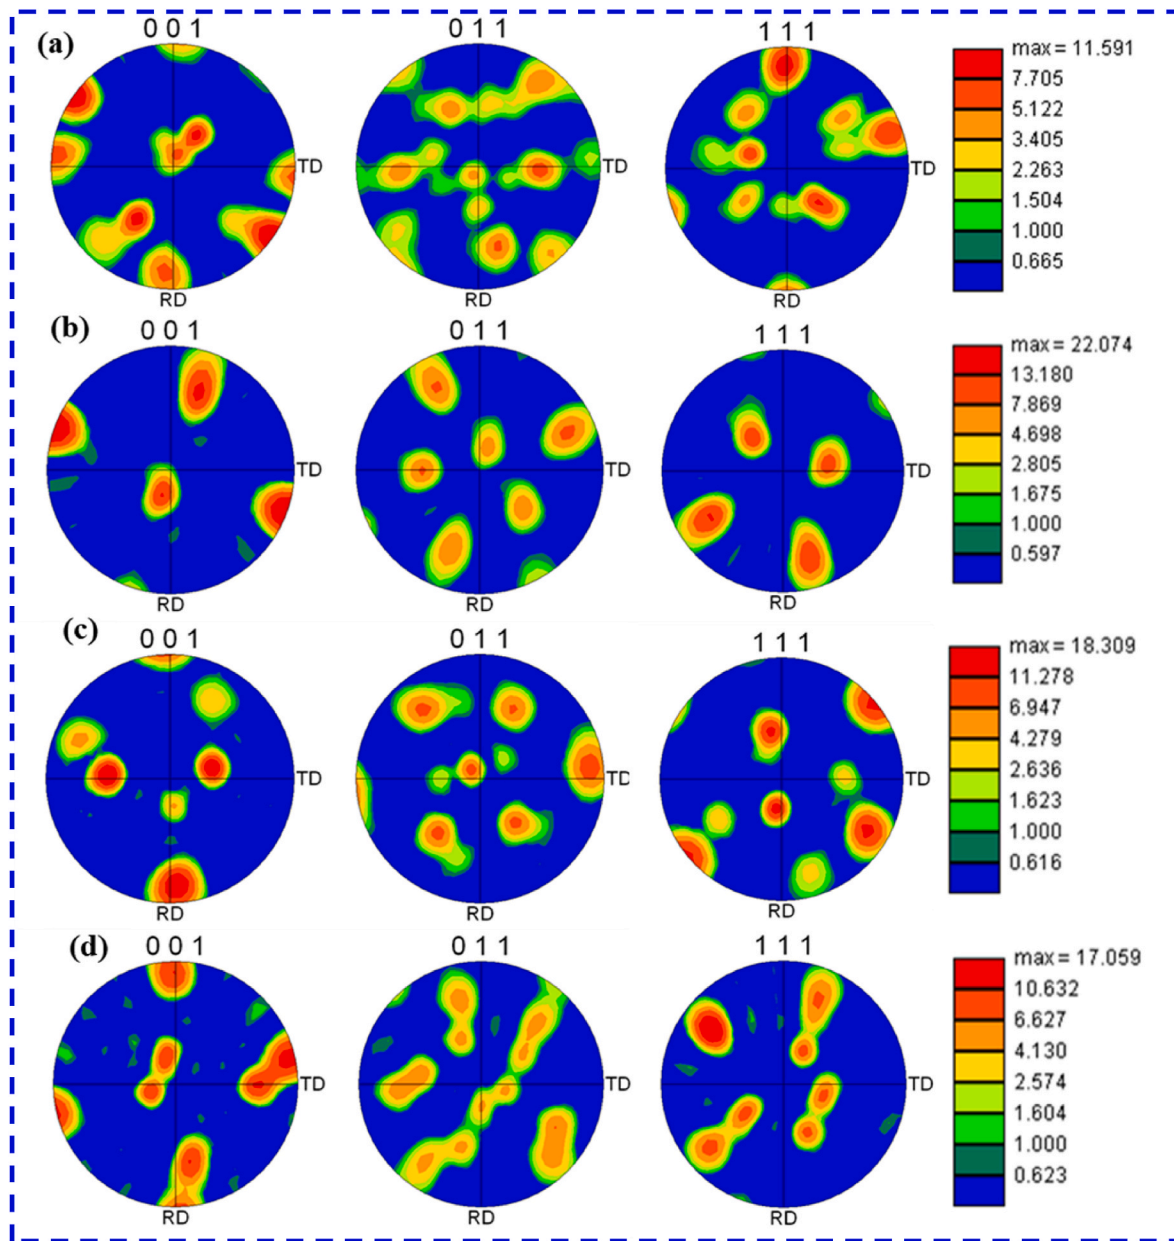 (a)
0 0 1
0 1 1
1 1 1
TD
TD
TD
RD
RD
RD
max = 11.591
7.705
5.122
3.405
2.263
1.504
1.000
0.665
(b)
0 0 1
0 1 1
1 1 1
TD
TD
TD
RD
RD
RD
max = 22.074
13.180
7.869
4.698
2.805
1.675
1.000
0.597
(c)
0 0 1
0 1 1
1 1 1
TD
TD
TD
RD
RD
RD
max = 18.309
11.278
6.947
4.279
2.636
1.623
1.000
0.616
(d)
0 0 1
0 1 1
1 1 1
TD
TD
TD
RD
RD
RD
max = 17.059
10.632
6.627
4.130
2.574
1.604
1.000
0.623